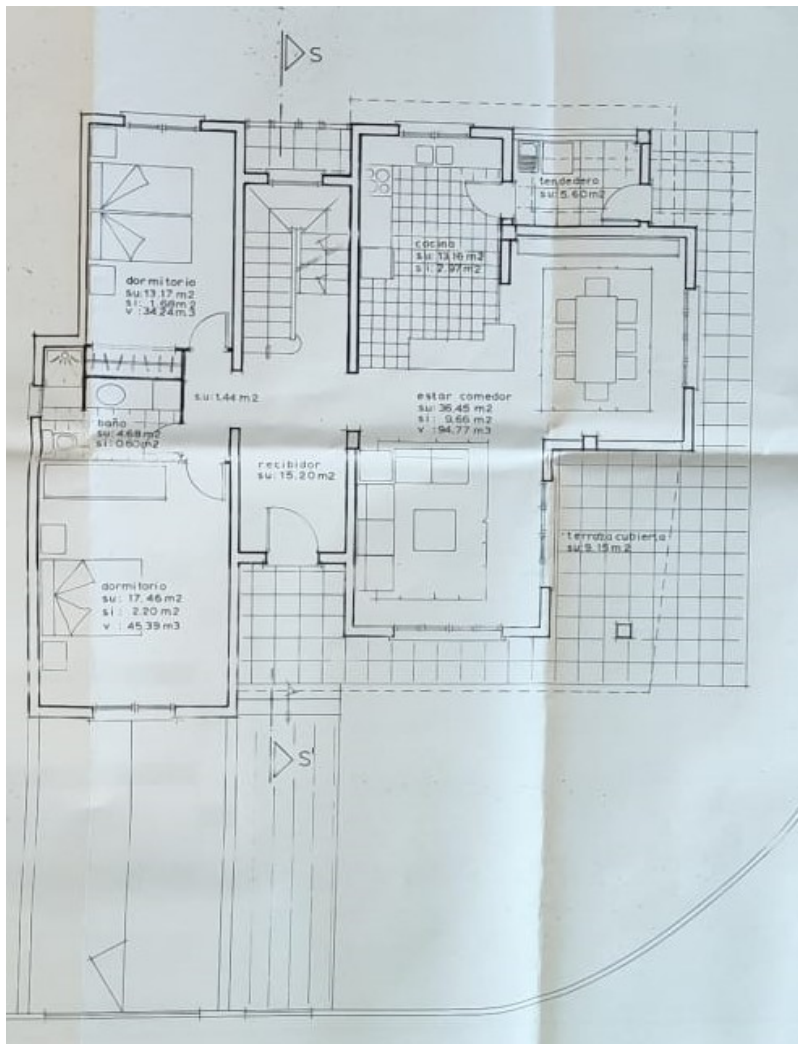 S
tendedero
su: 5.60 m2
cocina
su: 13.16 m2
si: 2.97 m2
dormitorio
su: 13.17 m2
si: 1.68 m2
v: 34.24 m3
su: 1.44 m2
estar comedor
su: 36.45 m2
si: 9.66 m2
v: 94.77 m3
baño
su: 4.68 m2
si: 0.60 m2
recibidor
su: 15.20 m2
terraza cubierta
su: 9.15 m2
dormitorio
su: 17.46 m2
si: 2.20 m2
v: 45.39 m3
S'